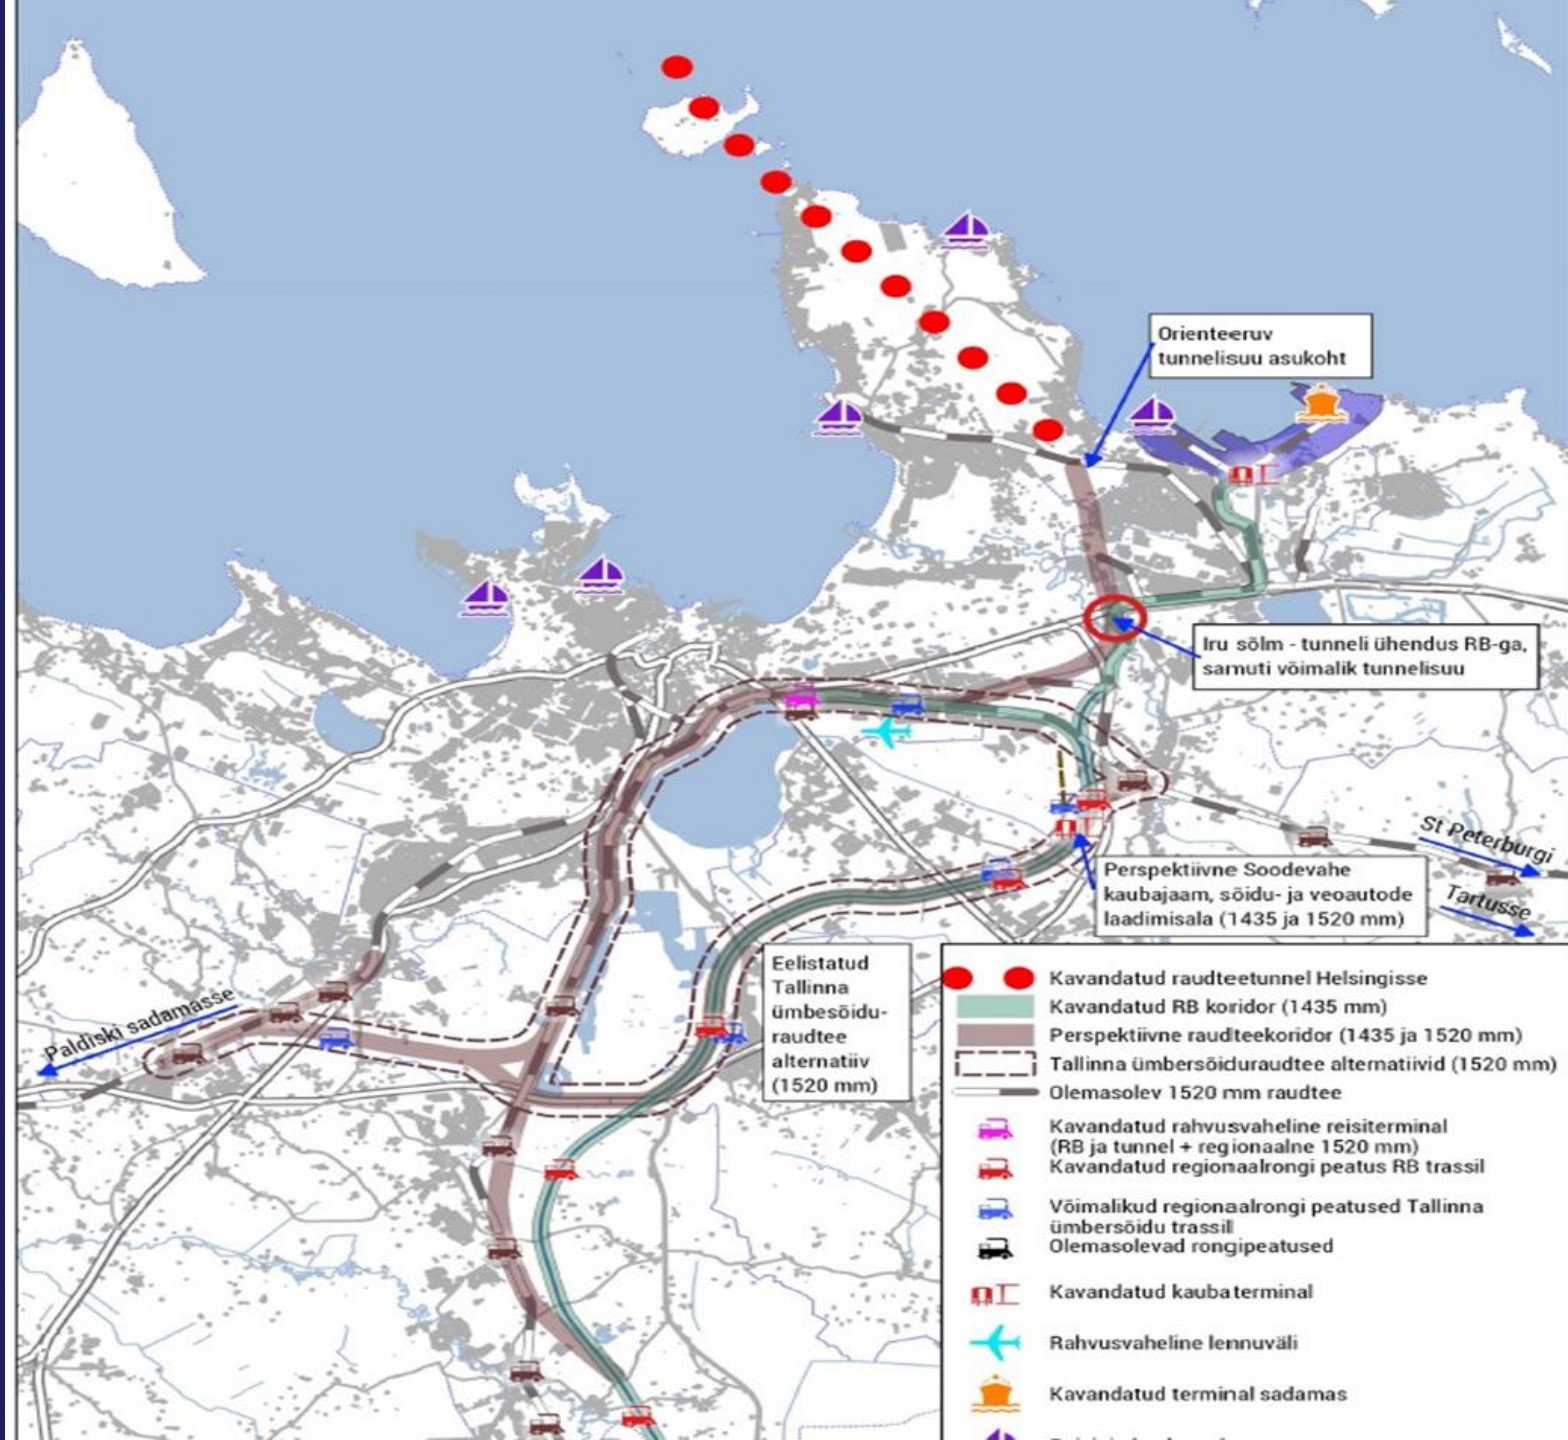 Orienteeruv
tunnelisuu asukoht
Iru sõlm - tunneli ühendus RB-ga,
samuti võimalik tunnelisuu
St Peterburgi
Tartusse
Perspektiivne Soodevahe
kaubajaam, sõidu- ja veoautode
laadimisala (1435 ja 1520 mm)
Paldiski sadamasse
Eelistatud
Tallinna
ümbesõidu-
raudtee
alternatiiv
(1520 mm)
Kavandatud raudteetunnel Helsingisse
Kavandatud RB koridor (1435 mm)
Perspektiivne raudteekoridor (1435 ja 1520 mm)
Tallinna ümbersõiduraudtee alternatiivid (1520 mm)
Olemasolev 1520 mm raudtee
Kavandatud rahvusvaheline reisiterminal
(RB ja tunnel + regionaalne 1520 mm)
Kavandatud regionaalrongi peatus RB trassil
Võimalikud regionaalrongi peatused Tallinna
ümbersõidu trassil
Olemasolevad rongipeatused
Kavandatud kaubaterminal
Rahvusvaheline lennuväli
Kavandatud terminal sadamas